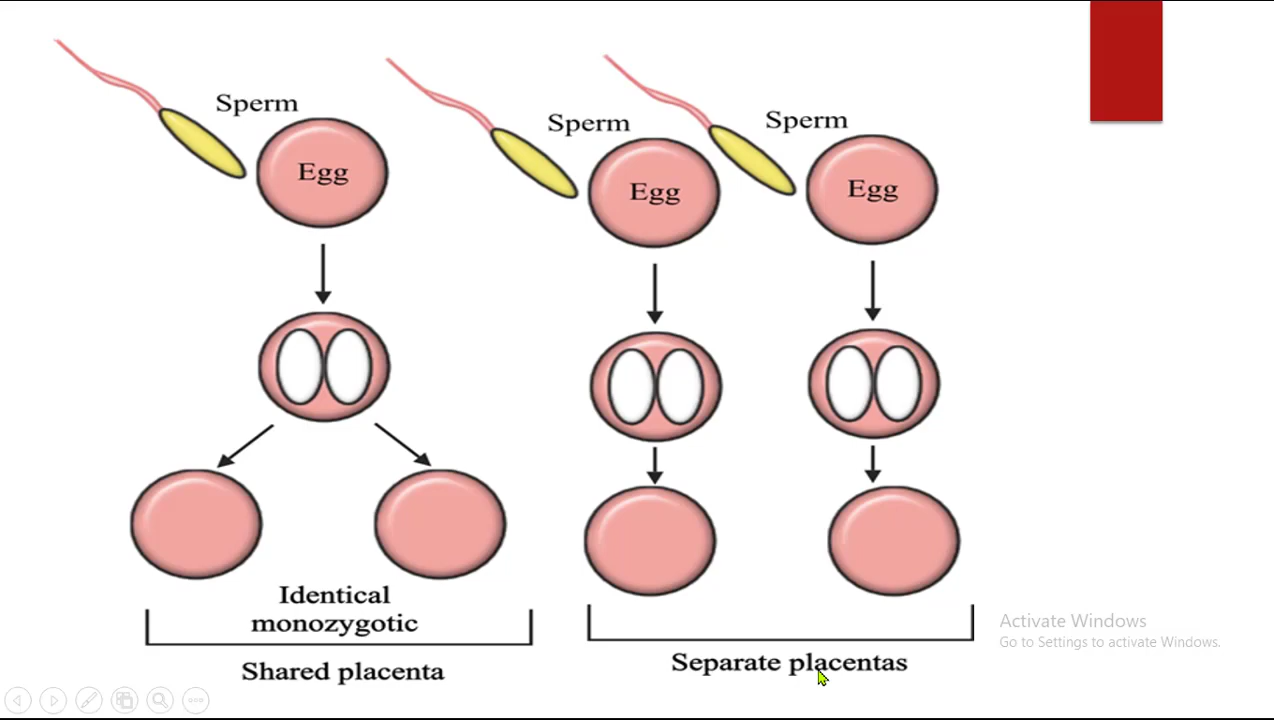 Sperm
Egg
Sperm
Egg
Sperm
Egg
Identical
monozygotic
Shared placenta
Separate placentas
Activate Windows
Go to Settings to activate Windows.